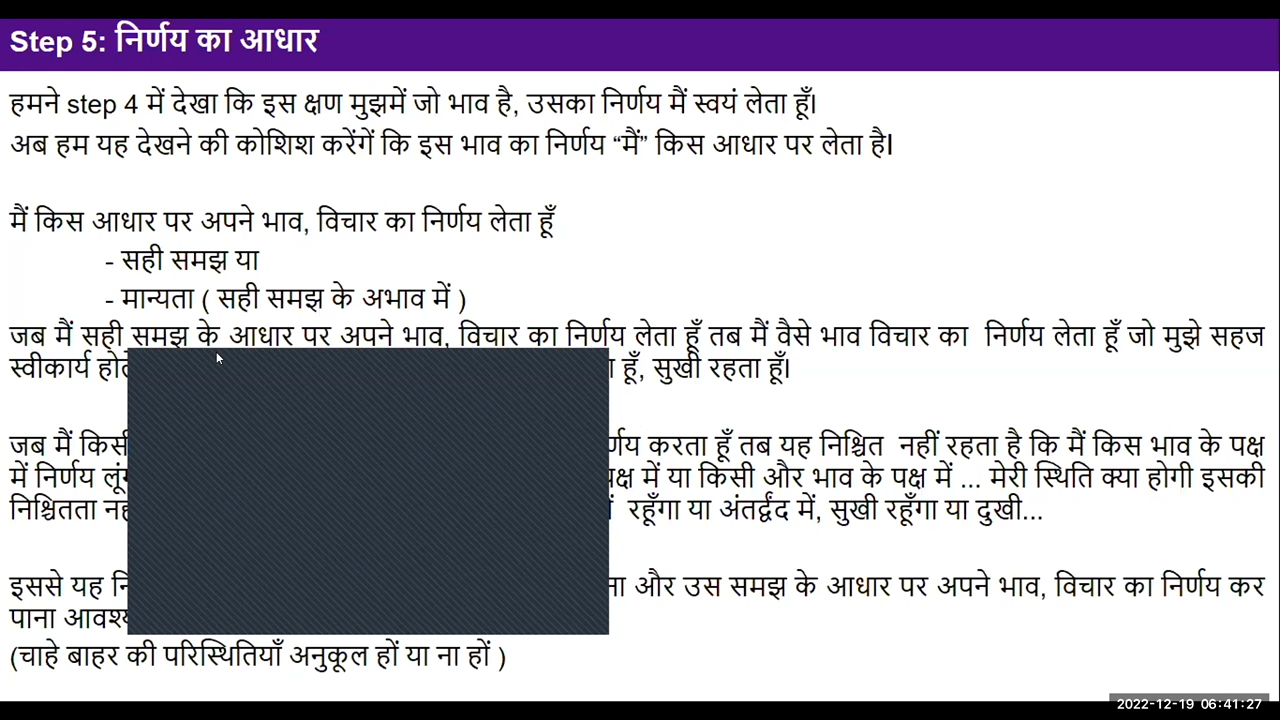 Step 5: निर्णय का आधार
हमने step 4 में देखा कि इस क्षण मुझमें जो भाव है, उसका निर्णय मैं स्वयं लेता हूँ।
अब हम यह देखने की कोशिश करेंगें कि इस भाव का निर्णय “मैं” किस आधार पर लेता है।
मैं किस आधार पर अपने भाव, विचार का निर्णय लेता हूँ
- सही समझ या
- मान्यता ( सही समझ के अभाव में )
जब मैं सही समझ के आधार पर अपने भाव, विचार का निर्णय लेता हूँ तब मैं वैसे भाव विचार का निर्णय लेता हूँ जो मुझे सहज
स्वीकार्य हूँ, सुखी रहता हूँ।
जब मैं करता हूँ तब यह निश्चित नहीं रहता है कि मैं किस भाव के पक्ष
में निर्णय में या किसी और भाव के पक्ष में ... मेरी स्थिति क्या होगी इसकी
निश्चितता रहूँगा या अंतर्द्वंद में, सुखी रहूँगा या दुखी...
इससे यह और उस समझ के आधार पर अपने भाव, विचार का निर्णय कर
पाना
(चाहे बाहर की परिस्थितियाँ अनुकूल हों या ना हों )
2022-12-19 06:41:27